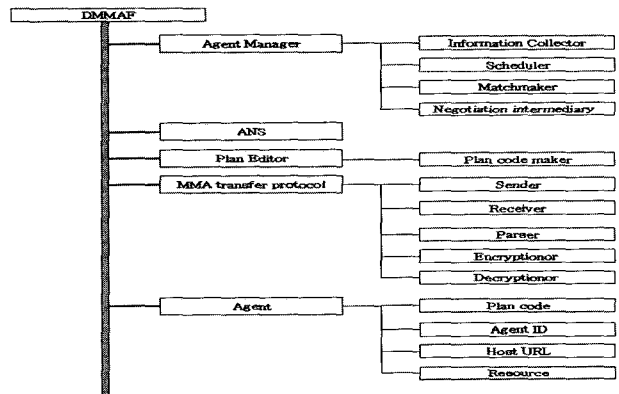 DMMAF
Agent Manager
Information Collector
Scheduler
Matchmaker
Negotiation intermediary
ANS
Plan Editor
Plan code maker
MMA transfer protocol
Sender
Receiver
Parser
Encryptionor
Decryptionor
Agent
Plan code
Agent ID
Host URL
Resource